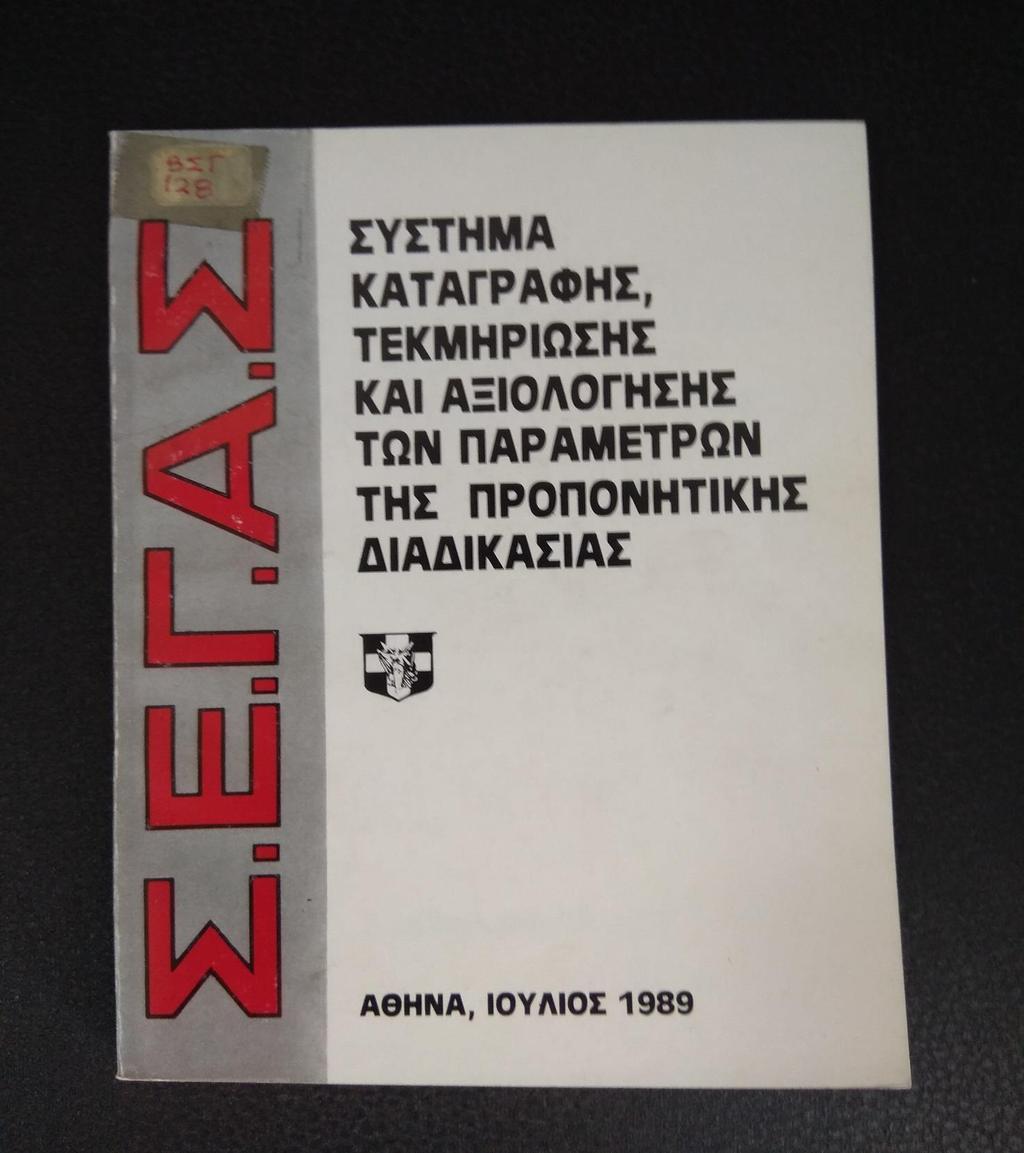 ΒΣΓ
128
Σ.Ε.Γ.Α.Σ
ΣΥΣΤΗΜΑ
ΚΑΤΑΓΡΑΦΗΣ,
ΤΕΚΜΗΡΙΩΣΗΣ
ΚΑΙ ΑΞΙΟΛΟΓΗΣΗΣ
ΤΩΝ ΠΑΡΑΜΕΤΡΩΝ
ΤΗΣ ΠΡΟΠΟΝΗΤΙΚΗΣ
ΔΙΑΔΙΚΑΣΙΑΣ
ΑΘΗΝΑ, ΙΟΥΛΙΟΣ 1989